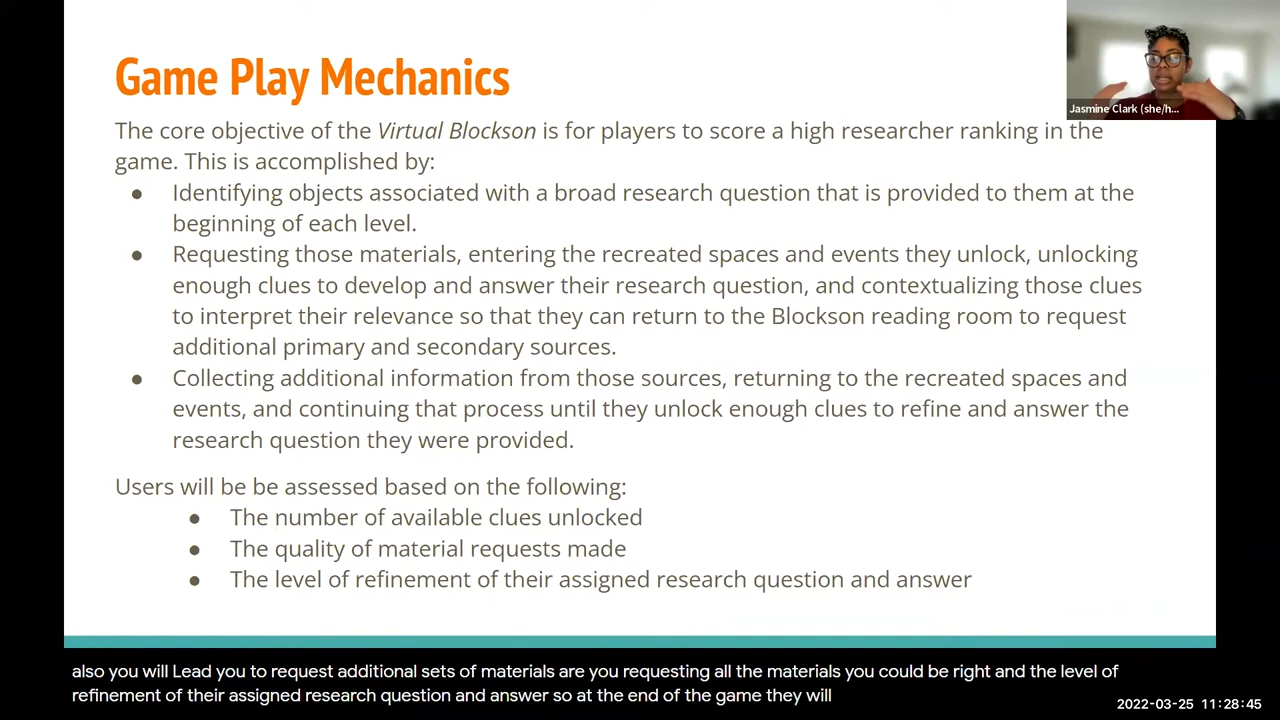 Game Play Mechanics
Jasmine Clark (she/h...
The core objective of the Virtual Blockson is for players to score a high researcher ranking in the
game. This is accomplished by:
● Identifying objects associated with a broad research question that is provided to them at the
beginning of each level.
● Requesting those materials, entering the recreated spaces and events they unlock, unlocking
enough clues to develop and answer their research question, and contextualizing those clues
to interpret their relevance so that they can return to the Blockson reading room to request
additional primary and secondary sources.
● Collecting additional information from those sources, returning to the recreated spaces and
events, and continuing that process until they unlock enough clues to refine and answer the
research question they were provided.
Users will be be assessed based on the following:
● The number of available clues unlocked
● The quality of material requests made
● The level of refinement of their assigned research question and answer
also you will Lead you to request additional sets of materials are you requesting all the materials you could be right and the level of
refinement of their assigned research question and answer so at the end of the game they will
2022-03-25 11:28:45